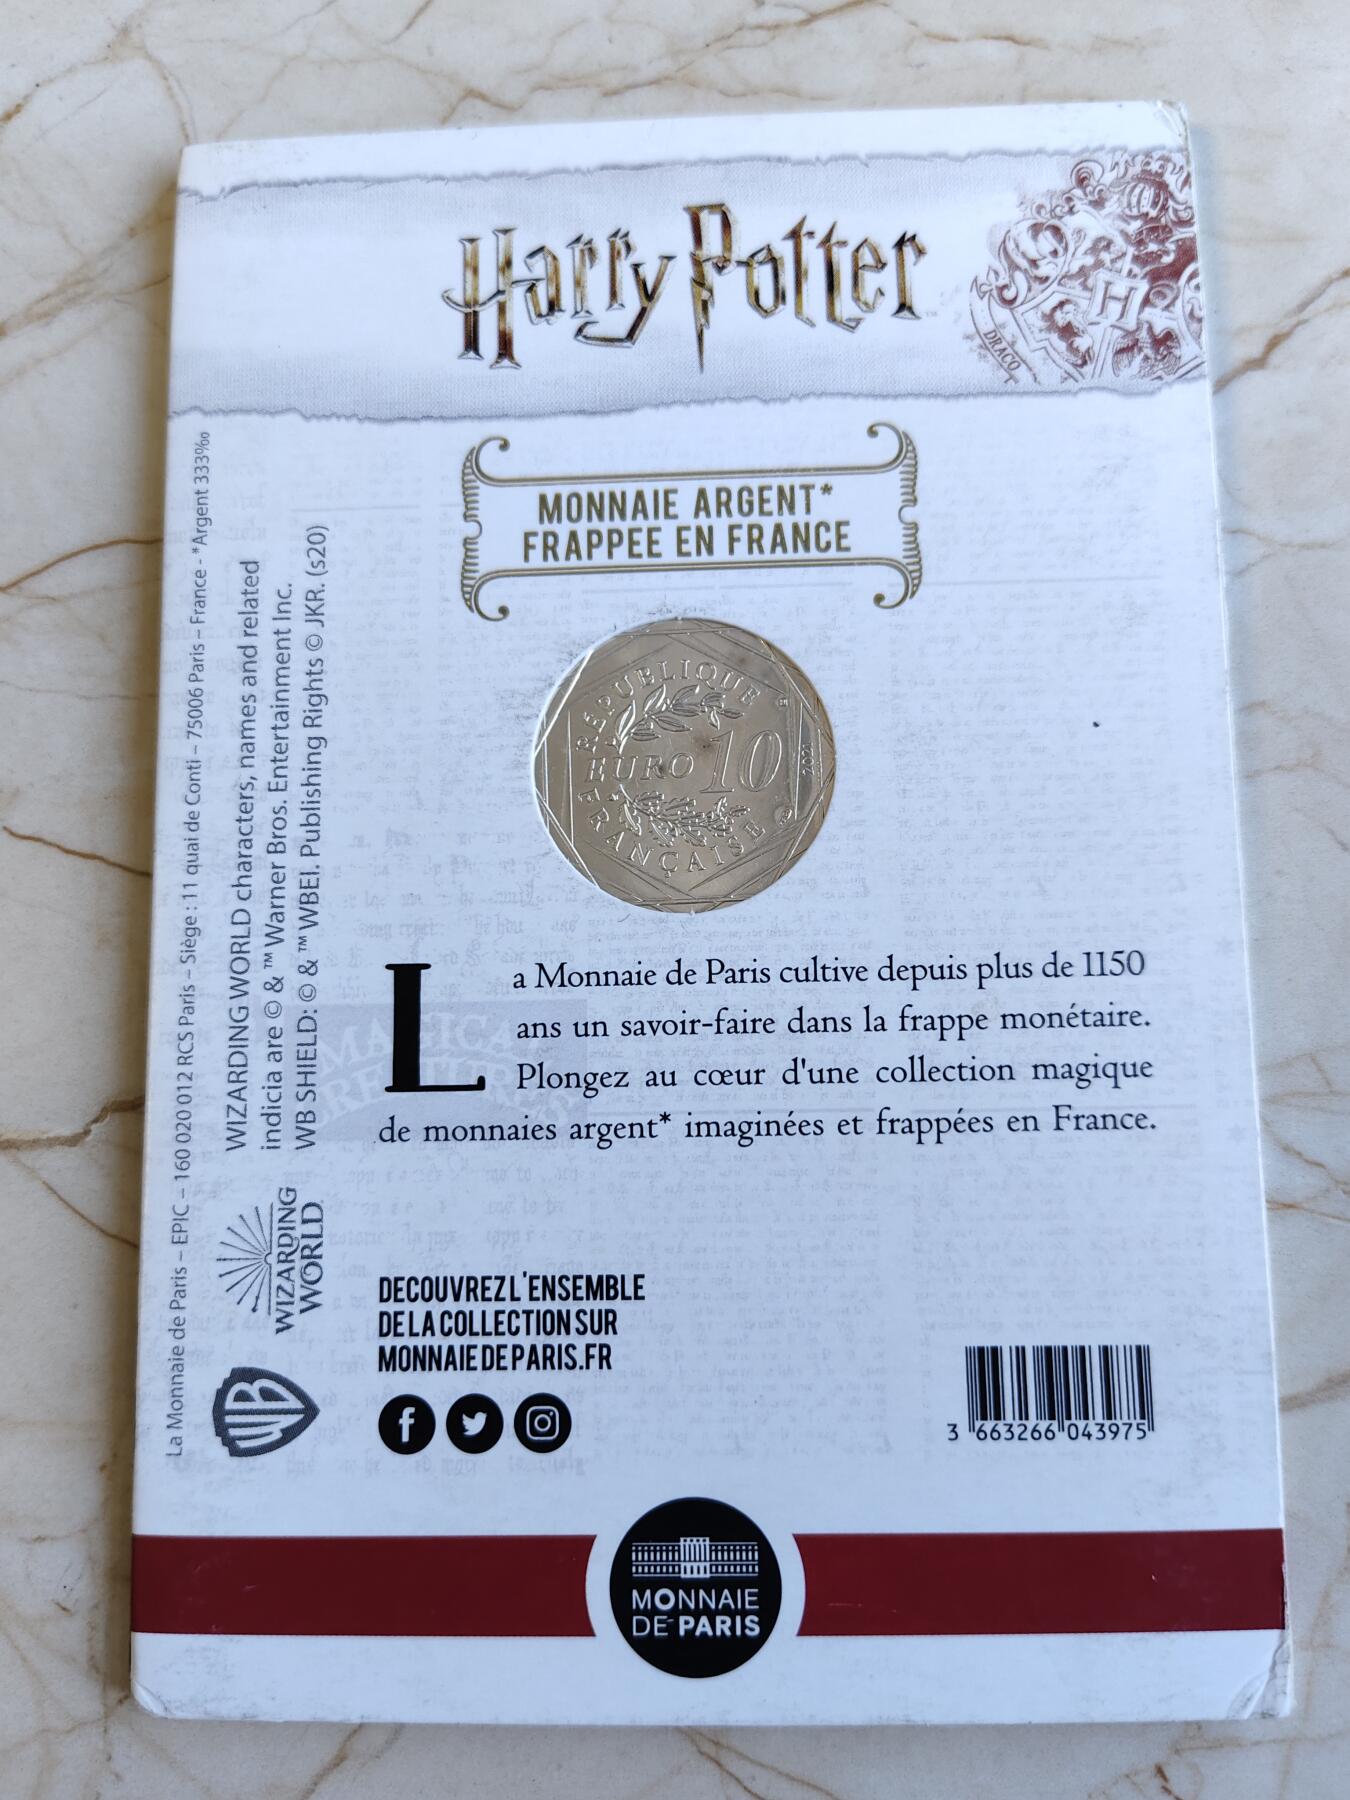 Harry Potter
DRACO
H
MONNAIE ARGENT*
FRAPPEE EN FRANCE
RÉPUBLIQUE
EURO 10
2021
FRANÇAISE
La Monnaie de Paris cultive depuis plus de 1150
ans un savoir-faire dans la frappe monétaire.
Plongez au cœur d'une collection magique
de monnaies argent* imaginées et frappées en France.
DECOUVREZ L'ENSEMBLE
DE LA COLLECTION SUR
MONNAIEDEPARIS.FR
3 663266 043975
MONNAIE
DE PARIS
La Monnaie de Paris – EPIC – 160 020 012 RCS Paris – Siège : 11 quai de Conti – 75006 Paris – France - *Argent 333‰
WIZARDING WORLD characters, names and related
indicia are © & ™ Warner Bros. Entertainment Inc.
WB SHIELD: © & ™ WBEI. Publishing Rights © JKR. (s20)
WIZARDING
WORLD
WB